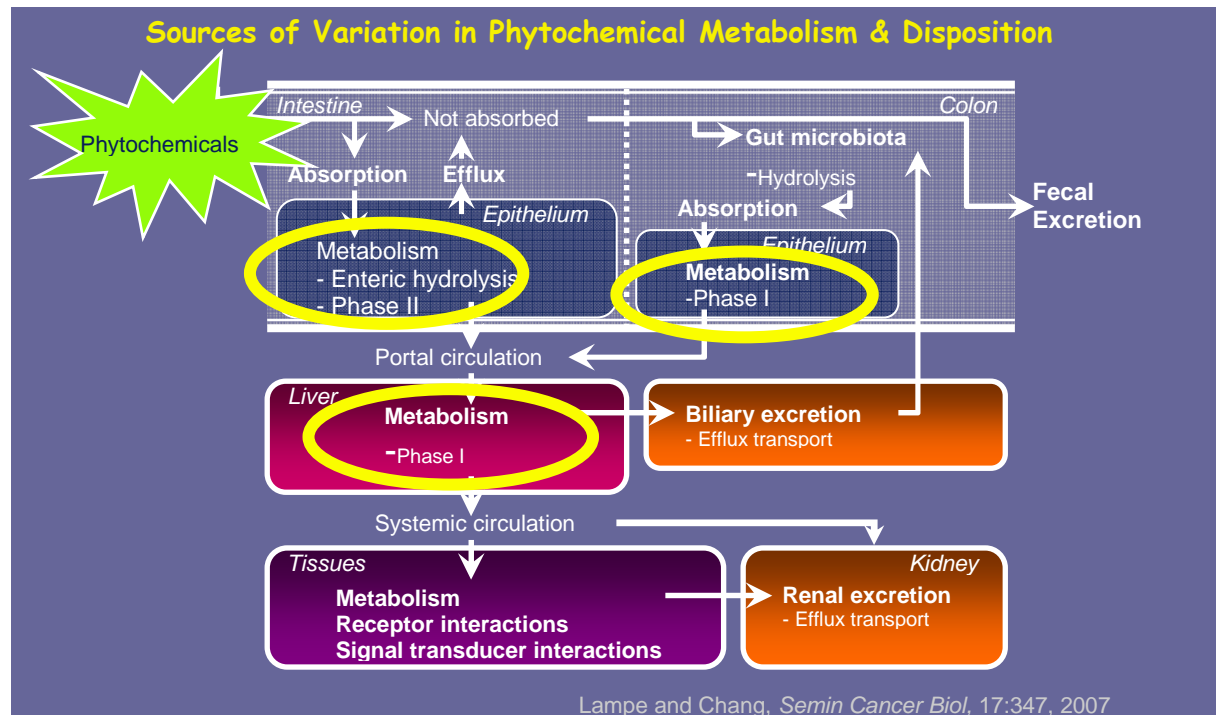 Sources of Variation in Phytochemical Metabolism & Disposition
Phytochemicals
Intestine
Not absorbed
Colon
Gut microbiota
Absorption
Efflux
-Hydrolysis
Absorption
Fecal
Excretion
Epithelium
Metabolism
- Enteric hydrolysis
- Phase II
Epithelium
Metabolism
-Phase I
Portal circulation
Liver
Metabolism
-Phase I
Biliary excretion
- Efflux transport
Systemic circulation
Tissues
Metabolism
Receptor interactions
Signal transducer interactions
Kidney
Renal excretion
- Efflux transport
Lampe and Chang, Semin Cancer Biol, 17:347, 2007